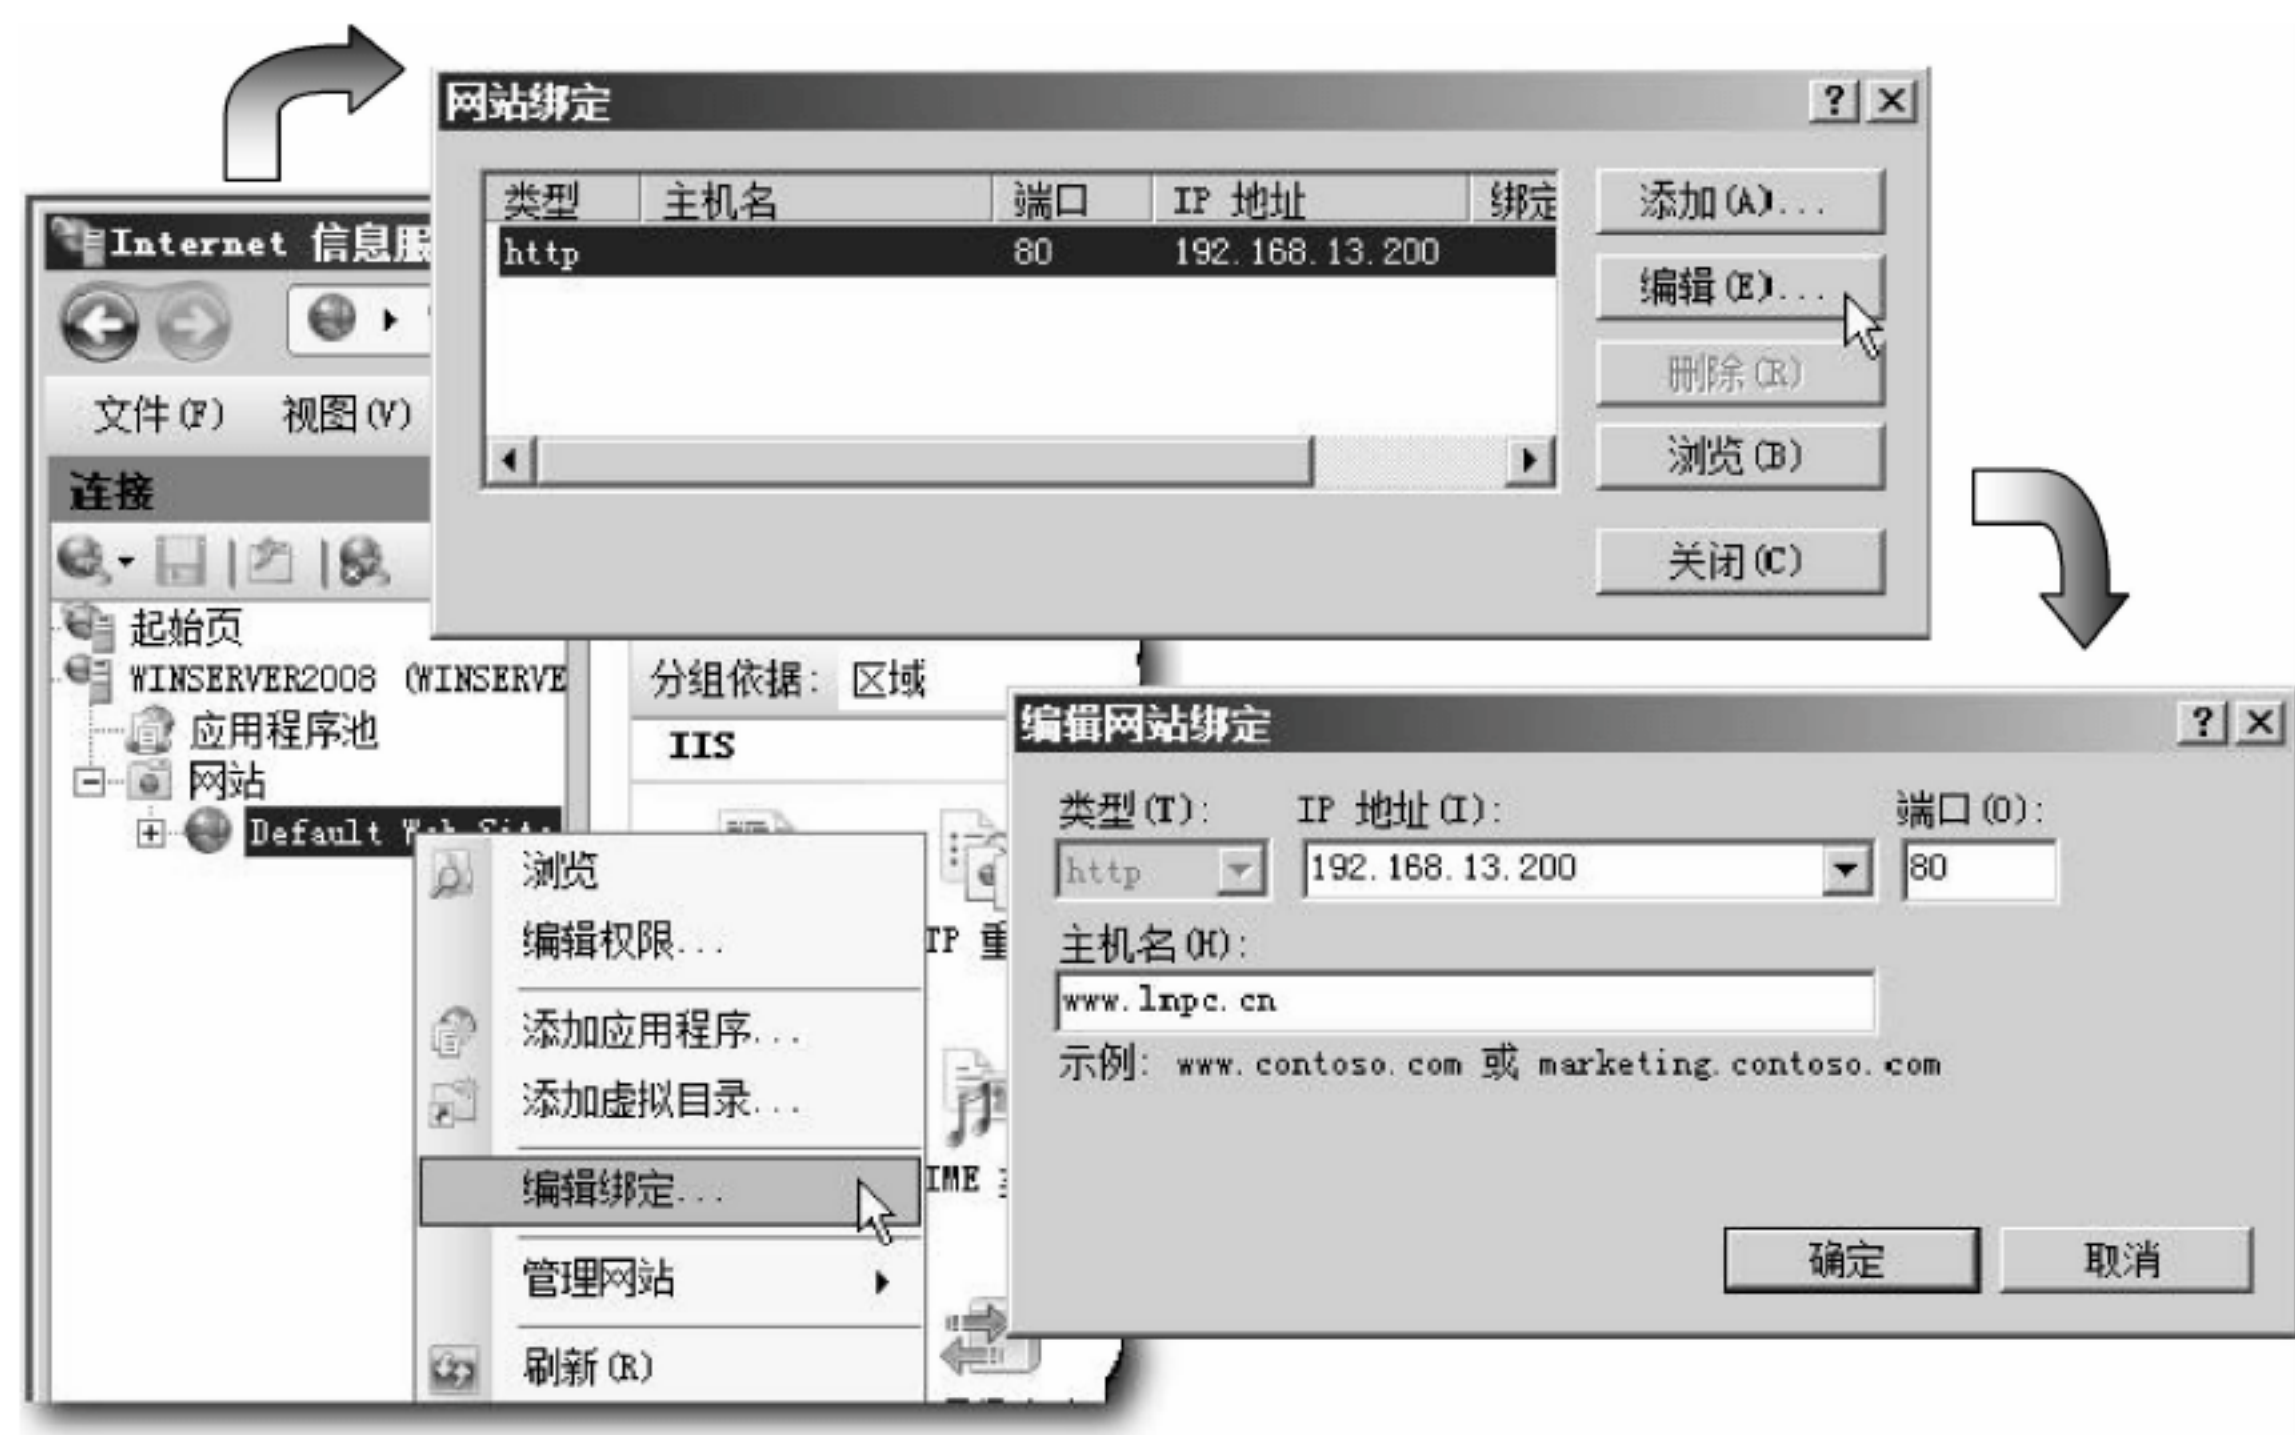 网站绑定
类型 主机名 端口 IP 地址 绑定
http 80 192.168.13.200
添加(A)...
编辑(E)...
删除(R)
浏览(B)
关闭(C)
Internet 信息服
文件(F) 视图(V)
连接
起始页
WINSERVER2008 (WINSERVE
应用程序池
网站
Default Web Site
分组依据: 区域
IIS
TP 重
IME
浏览
编辑权限...
添加应用程序...
添加虚拟目录...
编辑绑定...
管理网站
刷新(R)
编辑网站绑定
类型(T): IP 地址(I): 端口(O):
http 192.168.13.200 80
主机名(H):
www.lnpc.cn
示例: www.contoso.com 或 marketing.contoso.com
确定 取消